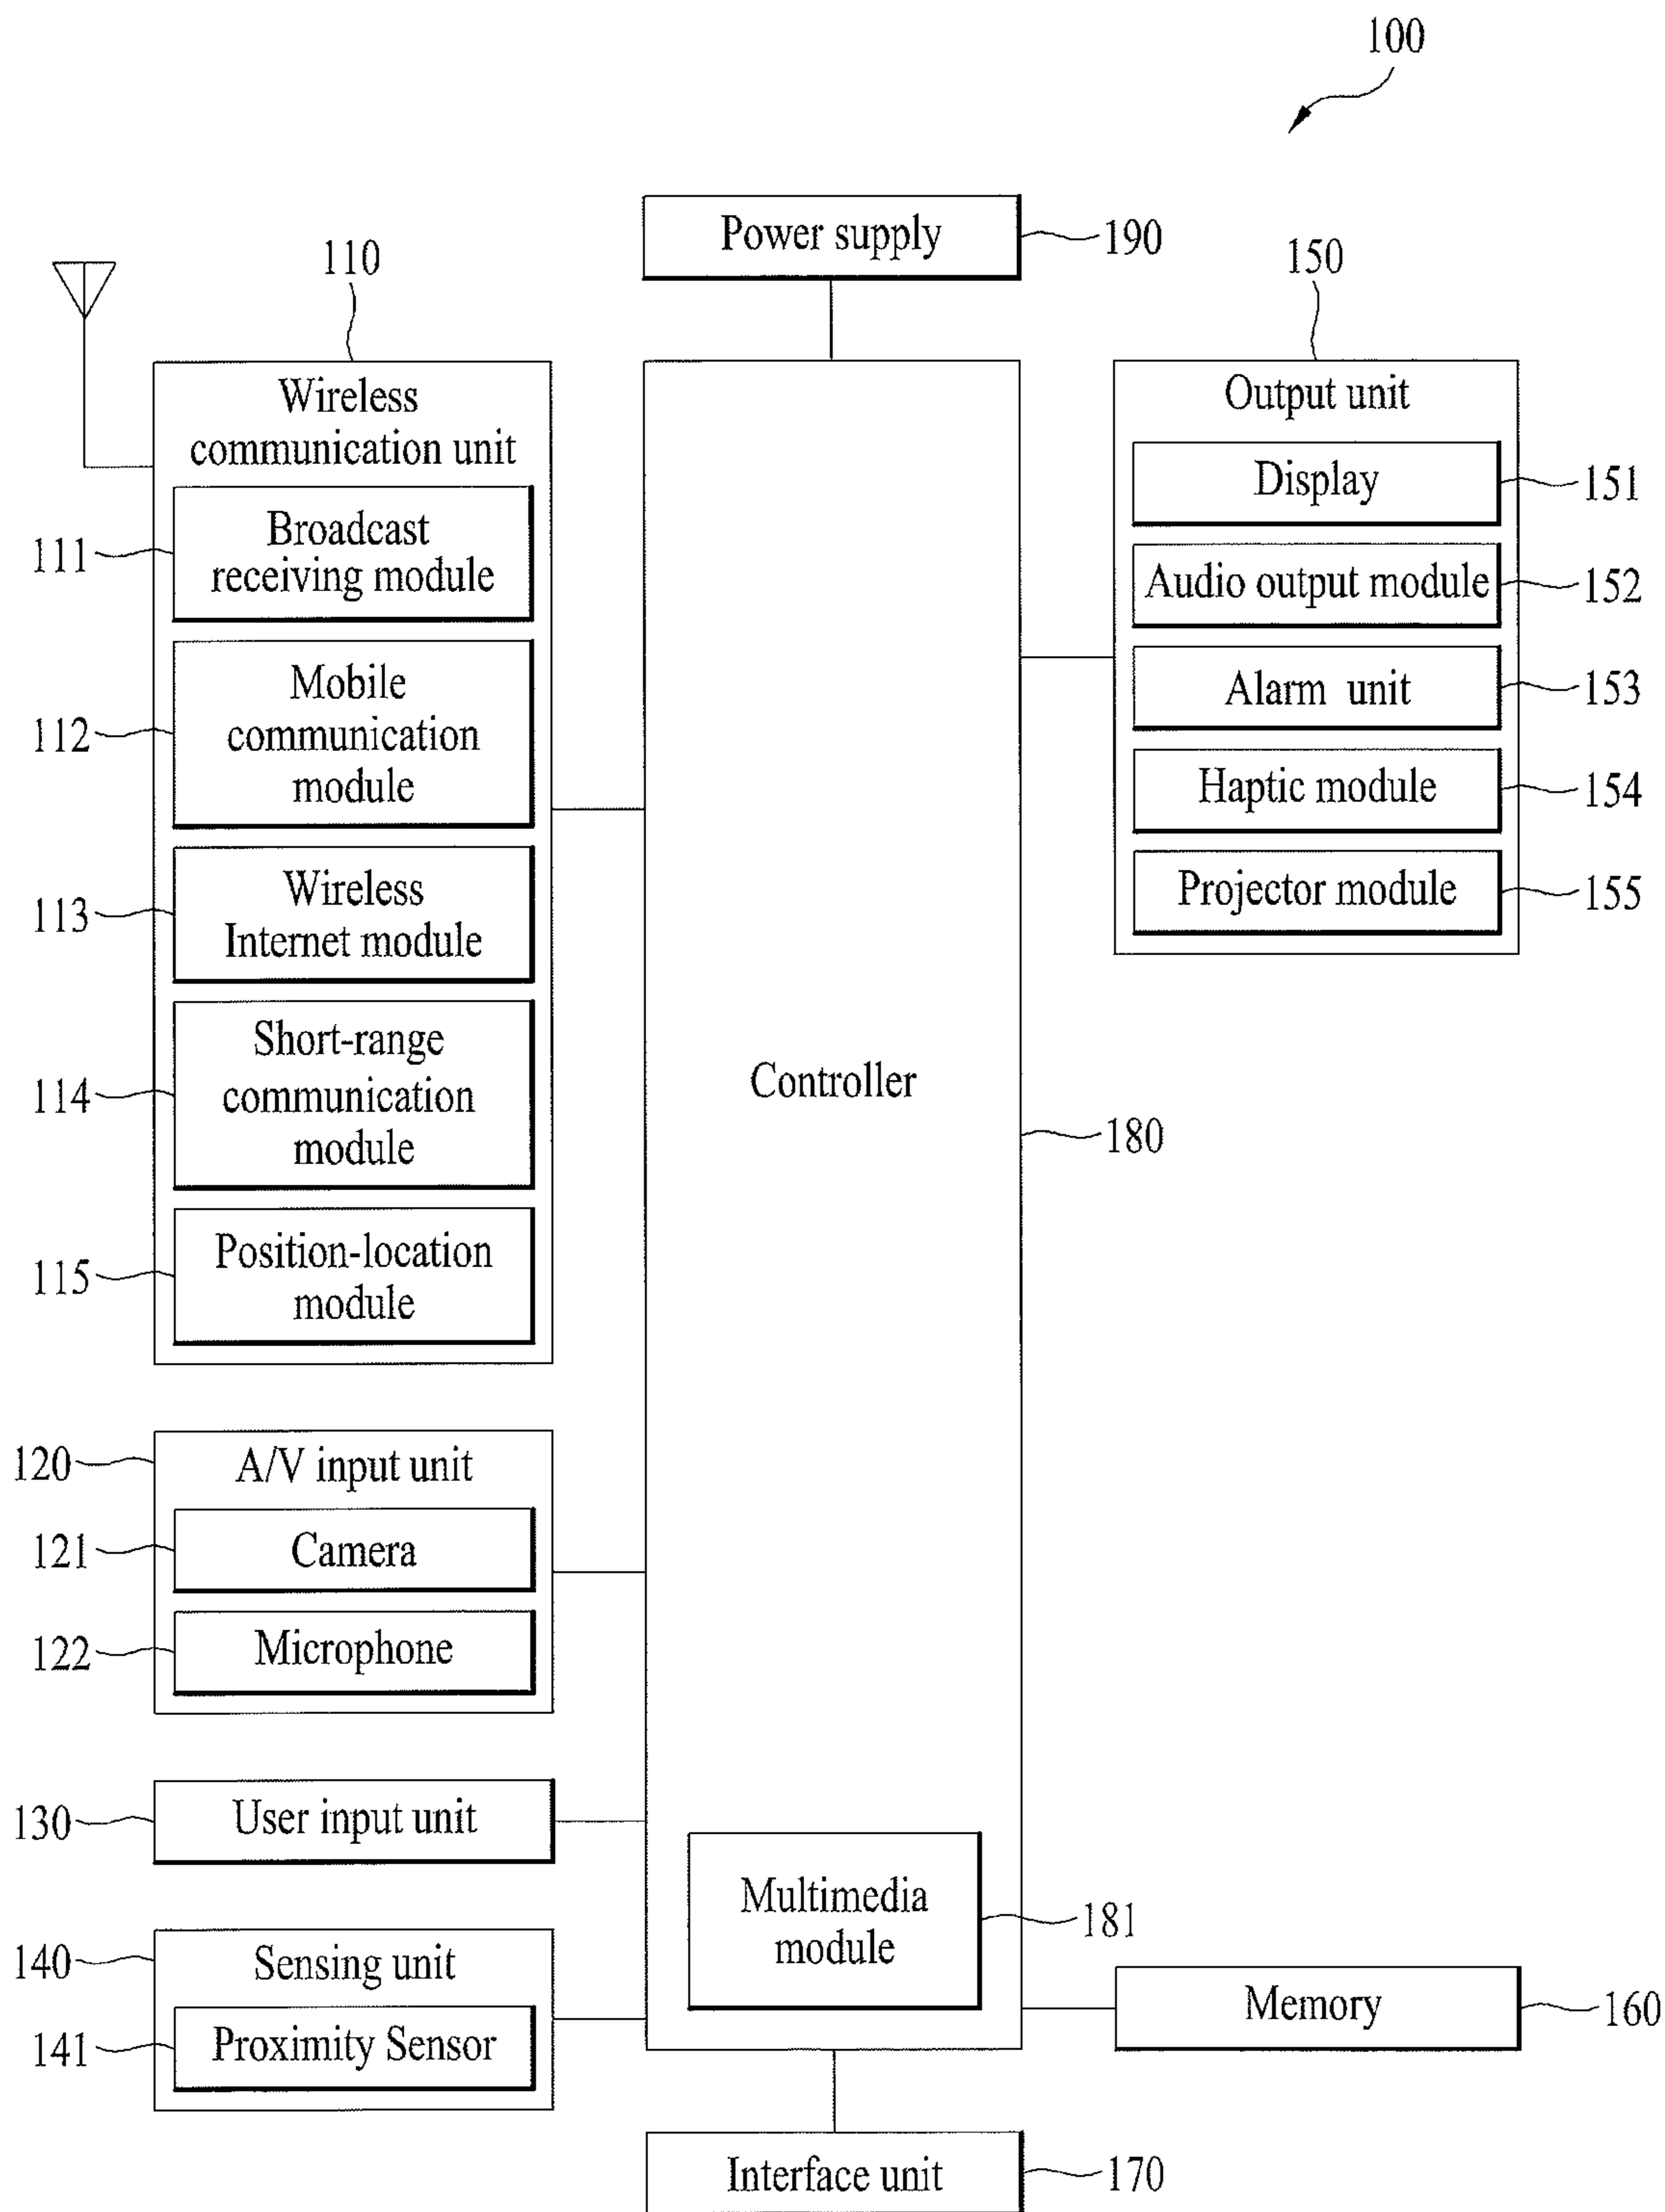 100
Power supply
190
110
Wireless
communication unit
111
Broadcast
receiving module
112
Mobile
communication
module
113
Wireless
Internet module
114
Short-range
communication
module
115
Position-location
module
120
A/V input unit
121
Camera
122
Microphone
130
User input unit
140
Sensing unit
141
Proximity Sensor
Controller
180
Multimedia
module
181
150
Output unit
Display
151
Audio output module
152
Alarm unit
153
Haptic module
154
Projector module
155
Memory
160
Interface unit
170